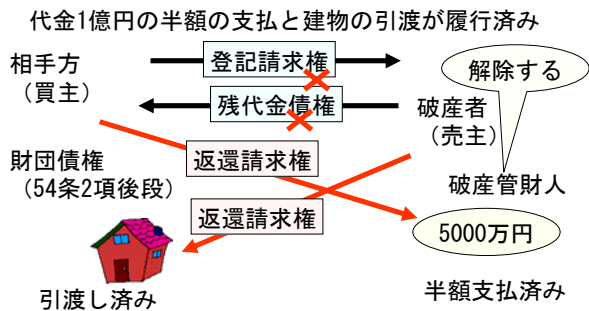 代金1億円の半額の支払と建物の引渡が履行済み
相手方
（買主）
登記請求権
解除する
残代金債権
破産者
（売主）
財団債権
（54条2項後段）
返還請求権
破産管財人
返還請求権
5000万円
引渡し済み
半額支払済み